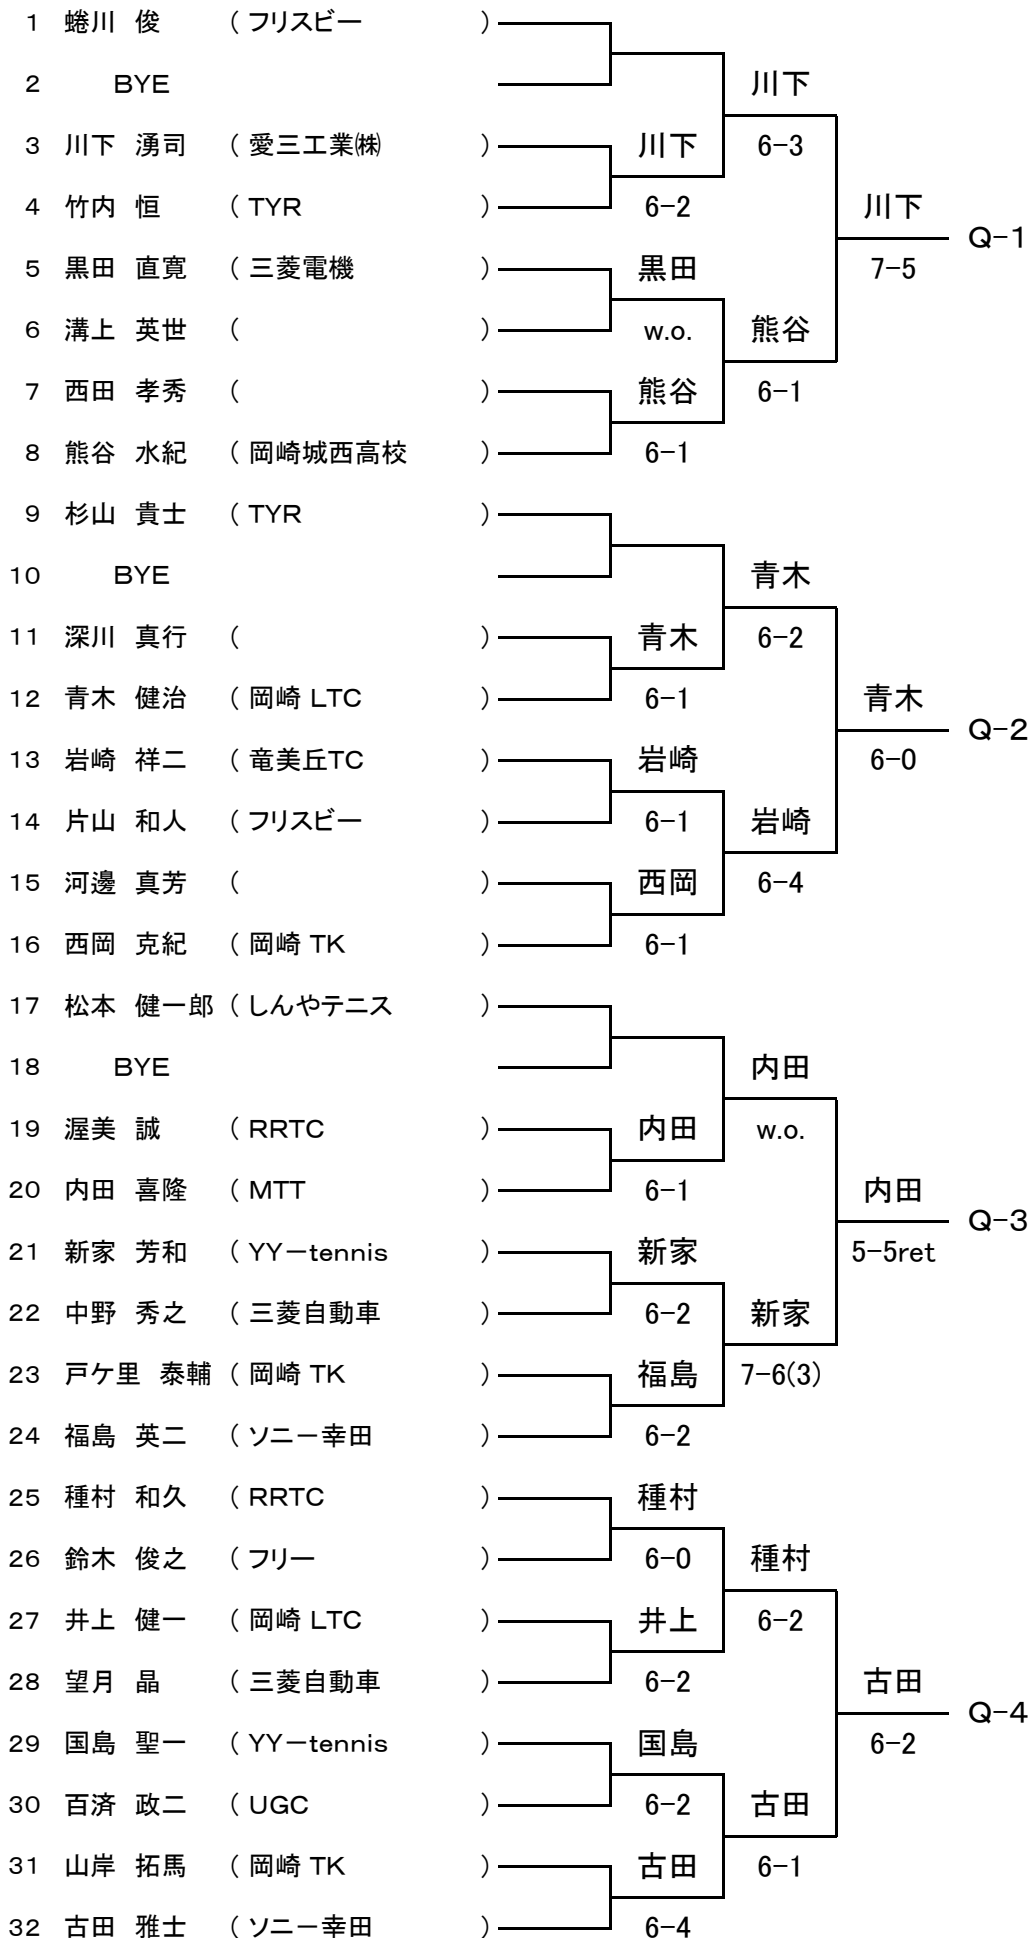 1 蜷川 俊 ( フリスビー )
2 BYE 川下
3 川下 湧司 ( 愛三工業㈱ ) 川下 6-3
4 竹内 恒 ( TYR ) 6-2 川下
Q-1
5 黒田 直寛 ( 三菱電機 ) 黒田 7-5
6 溝上 英世 ( ) w.o. 熊谷
7 西田 孝秀 ( ) 熊谷 6-1
8 熊谷 水紀 ( 岡崎城西高校 ) 6-1
9 杉山 貴士 ( TYR )
10 BYE 青木
11 深川 真行 ( ) 青木 6-2
12 青木 健治 ( 岡崎 LTC ) 6-1 青木
Q-2
13 岩崎 祥二 ( 竜美丘TC ) 岩崎 6-0
14 片山 和人 ( フリスビー ) 6-1 岩崎
15 河邊 真芳 ( ) 西岡 6-4
16 西岡 克紀 ( 岡崎 TK ) 6-1
17 松本 健一郎 ( しんやテニス )
18 BYE 内田
19 渥美 誠 ( RRTC ) 内田 w.o.
20 内田 喜隆 ( MTT ) 6-1 内田
Q-3
21 新家 芳和 ( YY－tennis ) 新家 5-5ret
22 中野 秀之 ( 三菱自動車 ) 6-2 新家
23 戸ケ里 泰輔 ( 岡崎 TK ) 福島 7-6(3)
24 福島 英二 ( ソニー幸田 ) 6-2
25 種村 和久 ( RRTC ) 種村
26 鈴木 俊之 ( フリー ) 6-0 種村
27 井上 健一 ( 岡崎 LTC ) 井上 6-2
28 望月 晶 ( 三菱自動車 ) 6-2 古田
Q-4
29 国島 聖一 ( YY－tennis ) 国島 6-2
30 百済 政二 ( UGC ) 6-2 古田
31 山岸 拓馬 ( 岡崎 TK ) 古田 6-1
32 古田 雅士 ( ソニー幸田 ) 6-4